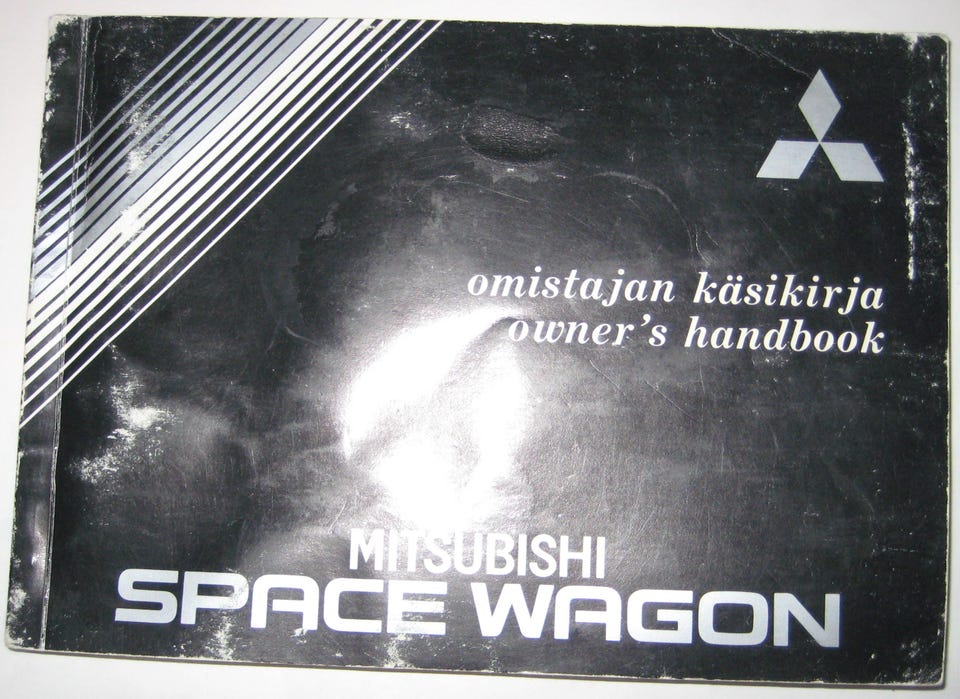 omistajan käsikirja
owner's handbook
MITSUBISHI
SPACE WAGON